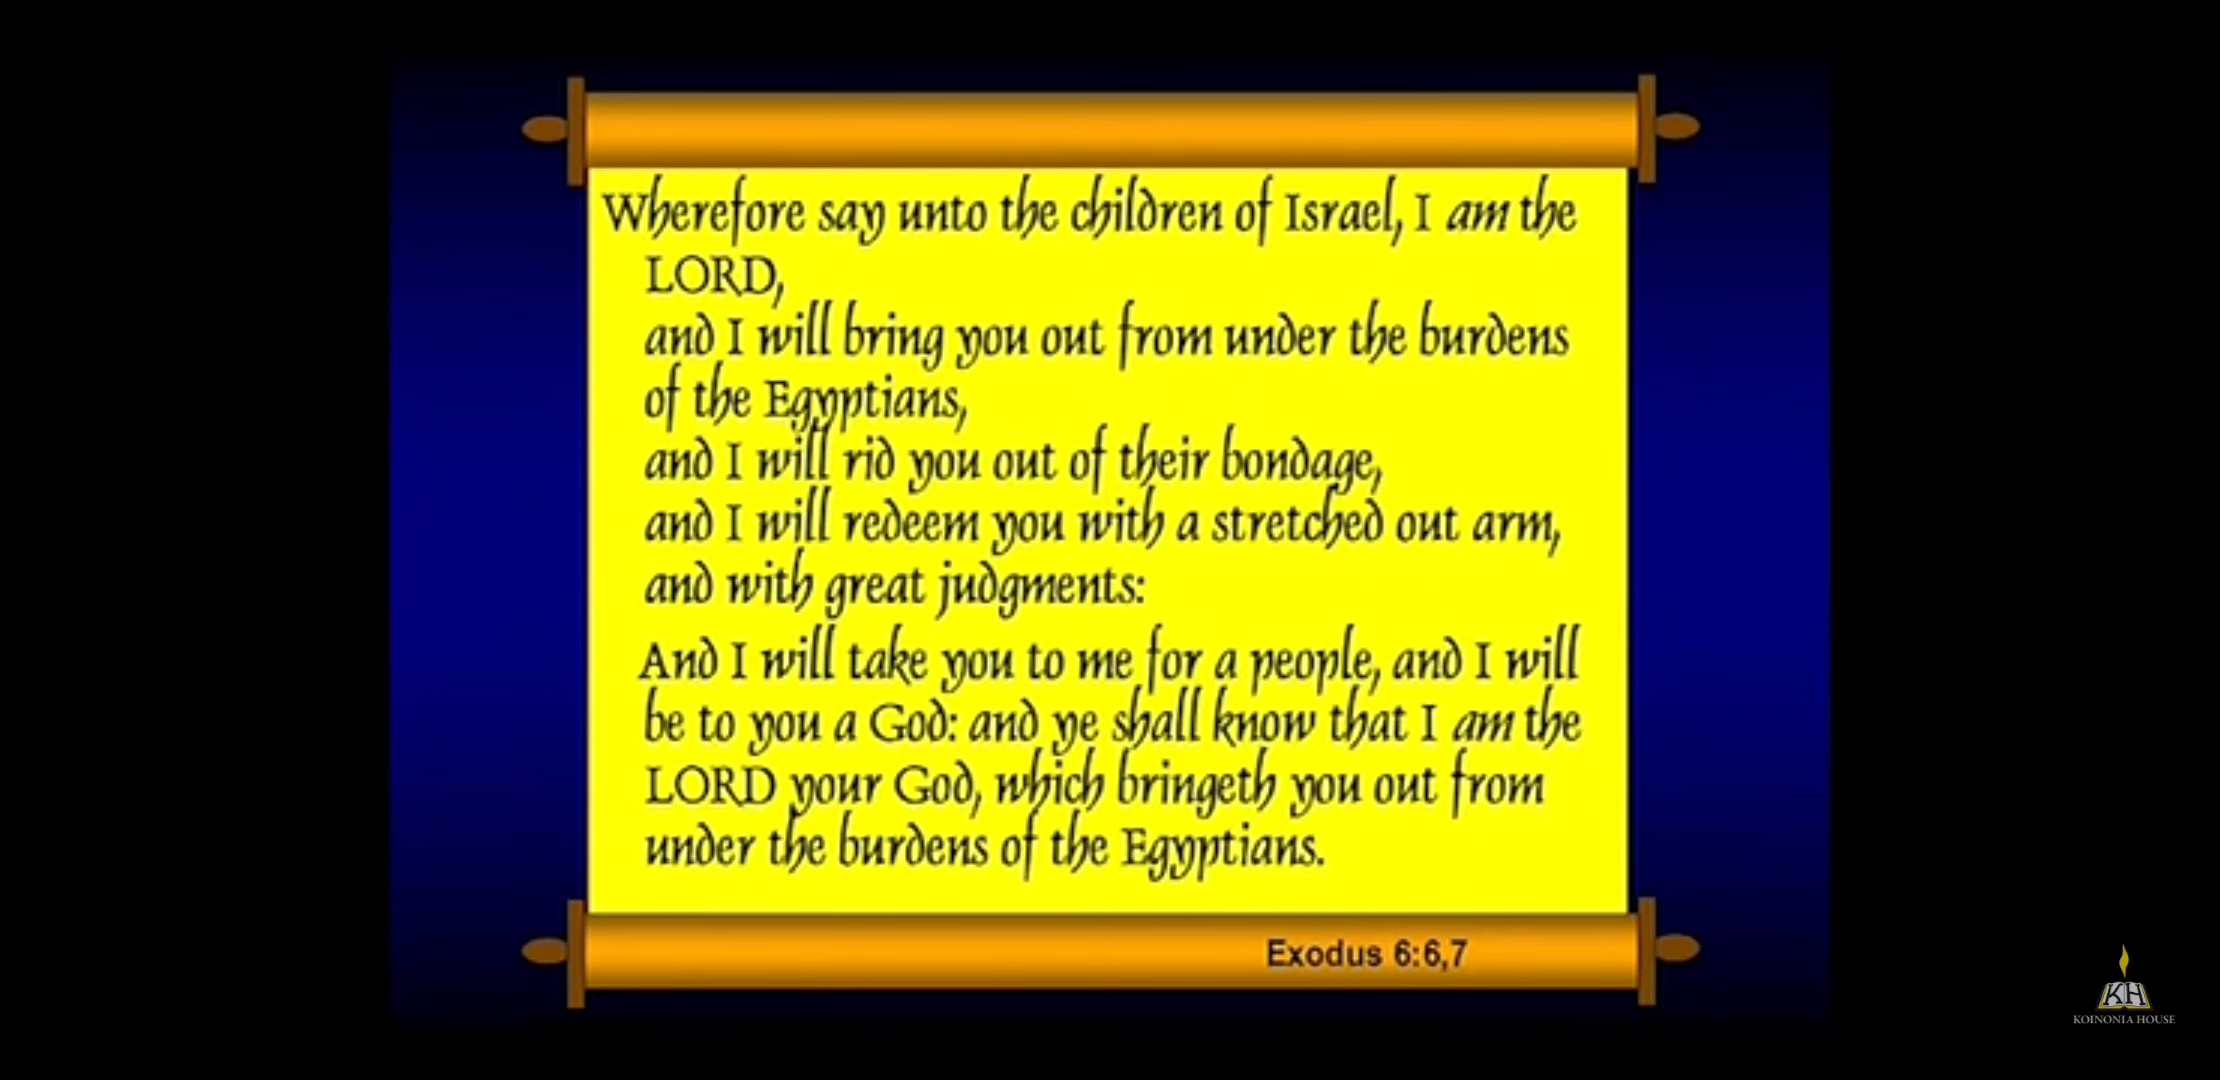 Wherefore say unto the children of Israel, I am the
LORD,
and I will bring you out from under the burdens
of the Egyptians,
and I will rid you out of their bondage,
and I will redeem you with a stretched out arm,
and with great judgments:
And I will take you to me for a people, and I will
be to you a God: and ye shall know that I am the
LORD your God, which bringeth you out from
under the burdens of the Egyptians.
Exodus 6:6,7
KH
KOINONIA HOUSE